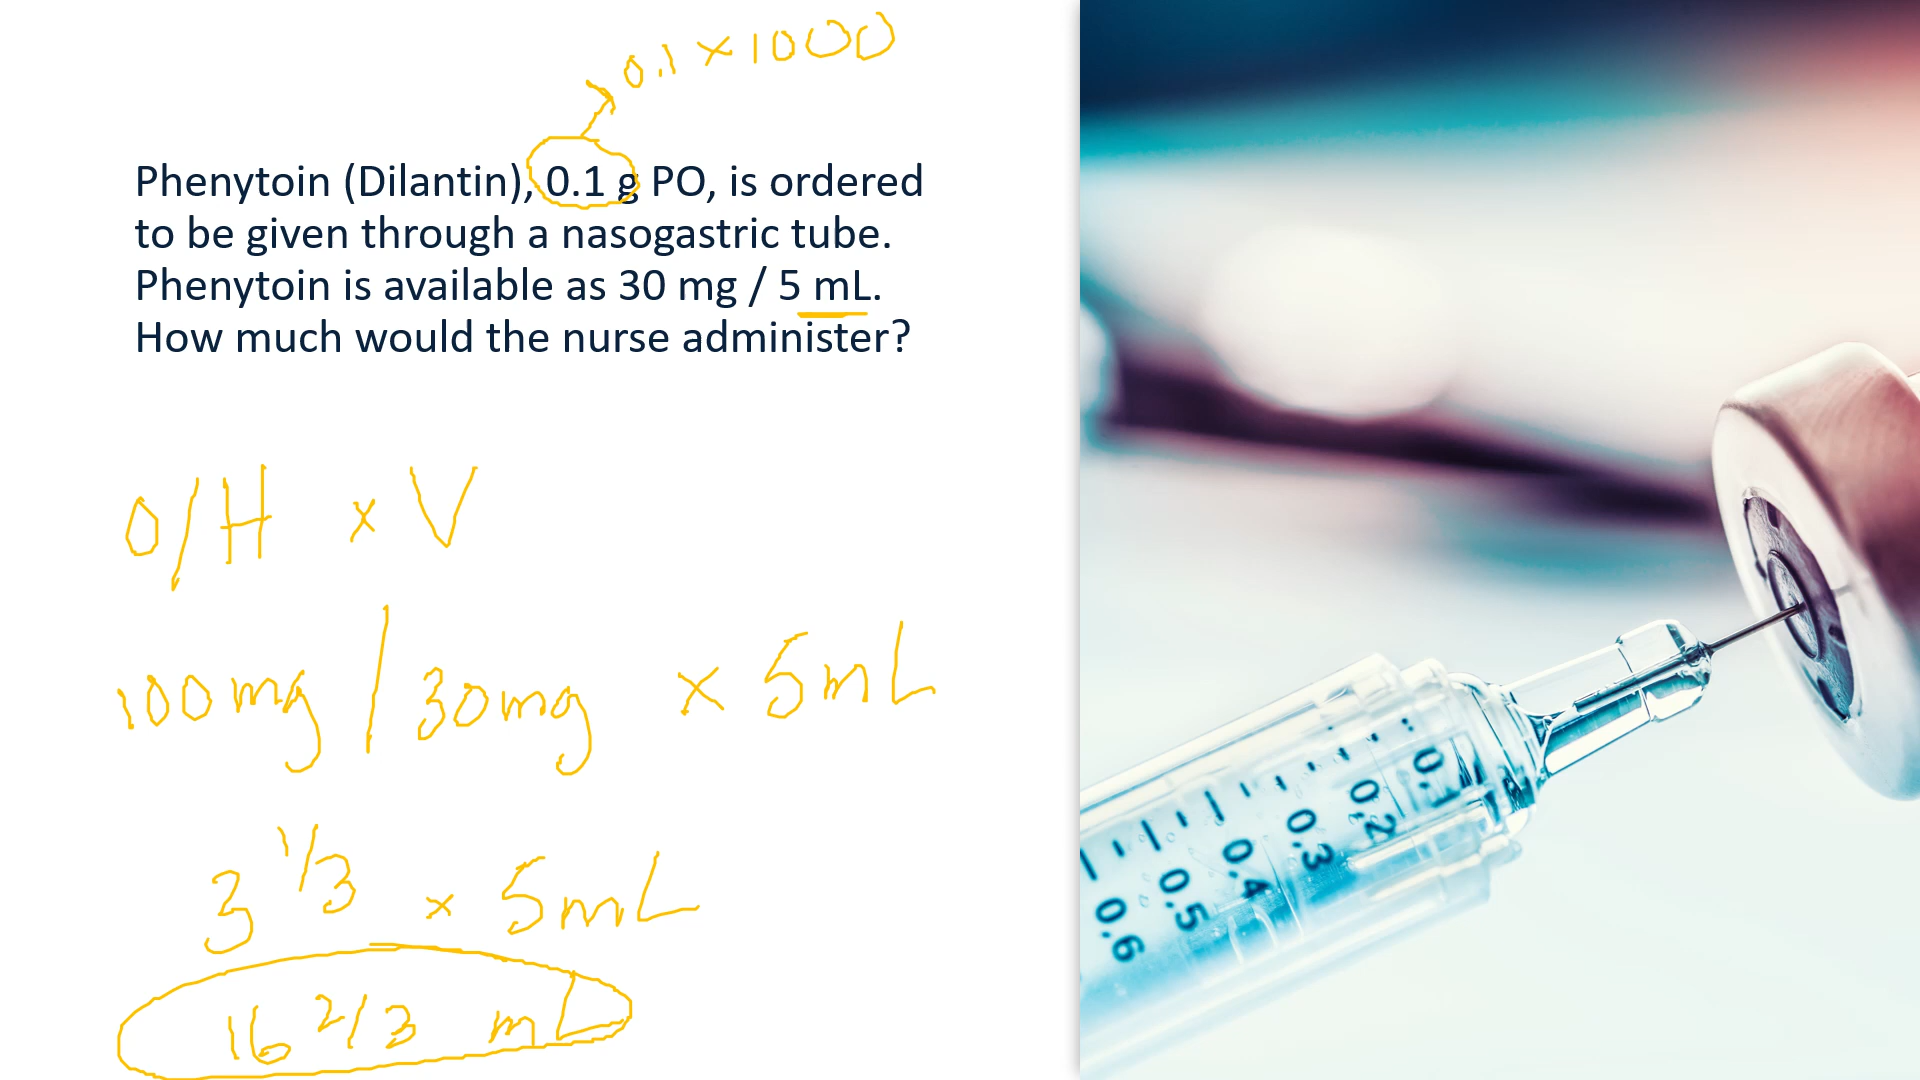 0.1 x 1000
Phenytoin (Dilantin), 0.1 g PO, is ordered
to be given through a nasogastric tube.
Phenytoin is available as 30 mg / 5 mL.
How much would the nurse administer?
O/H x V
100mg / 30mg x 5mL
3 1/3 x 5mL
16 2/3 mL
0,1
0,2
0.3
0.4
0.5
0.6